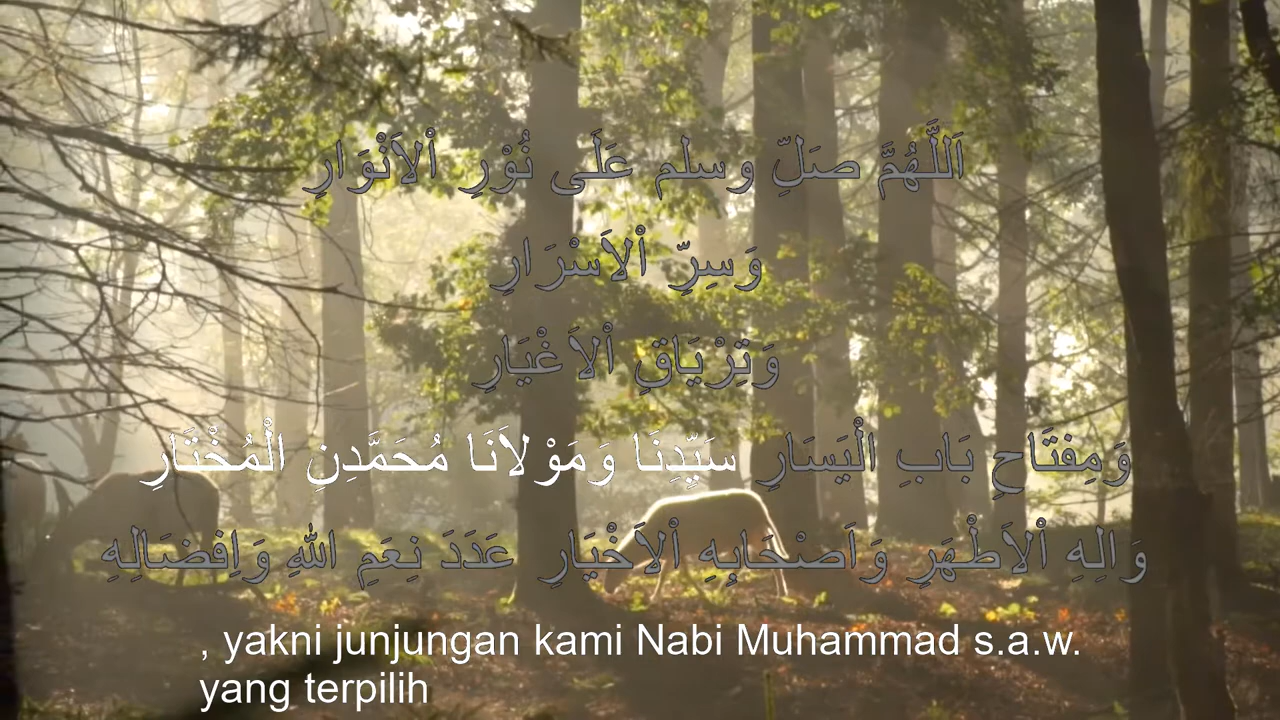 اَللَّهُمَّ صَلِّ وسلم عَلَى نُوْرِ اْلاَنْوَارِ
وَسِرِّ اْلاَسْرَارِ
وَتِرْيَاقِ اْلاَغْيَارِ
وَمِفتَاحِ بَابِ الْيَسَارِ سَيِّدِنَا وَمَوْلاَنَا مُحَمَّدِنِ الْمُخْتَارِ
وَالِهِ اْلاَطْهَرِ وَاَصْحَابِهِ اْلاَخْيَارِ عَدَدَ نِعَمِ اللهِ وَاِفضَالِهِ
, yakni junjungan kami Nabi Muhammad s.a.w.
yang terpilih